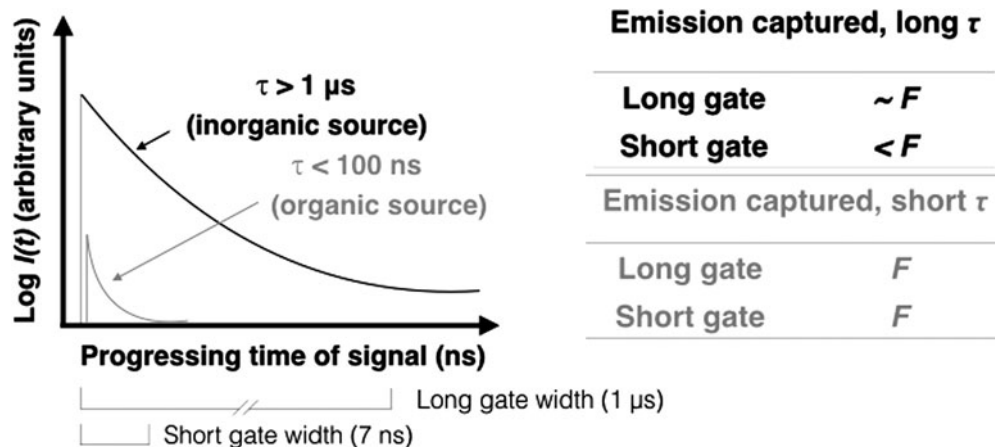 Log I(t) (arbitrary units)
τ > 1 μs
(inorganic source)
τ < 100 ns
(organic source)
Progressing time of signal (ns)
Long gate width (1 μs)
Short gate width (7 ns)
Emission captured, long τ
Long gate ~ F
Short gate < F
Emission captured, short τ
Long gate F
Short gate F